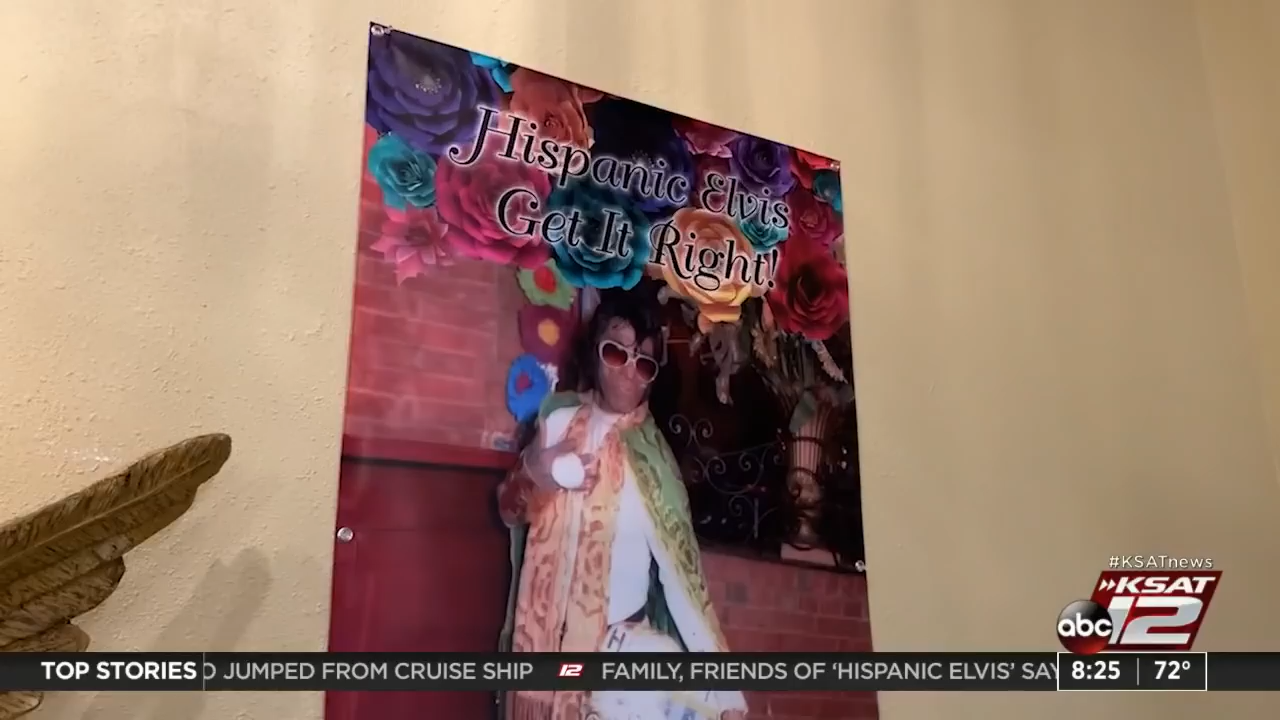 Hispanic Elvis
Get It Right!
#KSATnews
KSAT
abc 12
TOP STORIES
O JUMPED FROM CRUISE SHIP 12 FAMILY, FRIENDS OF ‘HISPANIC ELVIS’ SAY
8:25 72°